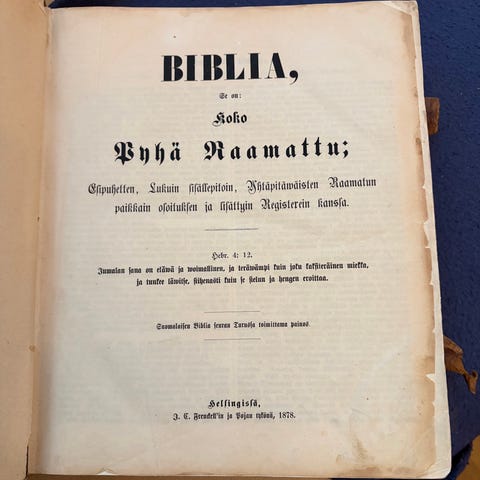 BIBLIA,
Se on:
Koko
Pyhä Raamattu;
Esipuhetten, Lukuin sisällepitoin, Yhtäpitäwäisten Raamatun
paikkain osoituksen ja lisättyin Registerein kanssa.
Hebr. 4: 12.
Jumalan sana on eläwä ja woimallinen, ja teräwämpi kuin joku kaksiteräinen miekka,
ja tunkee läwitse, siihenasti kuin se sielun ja hengen eroittaa.
Suomalaisen Biblia seuran Turussa toimittama painos.
Helsingissä,
J. C. Frenckell'in ja Pojan tykönä, 1878.